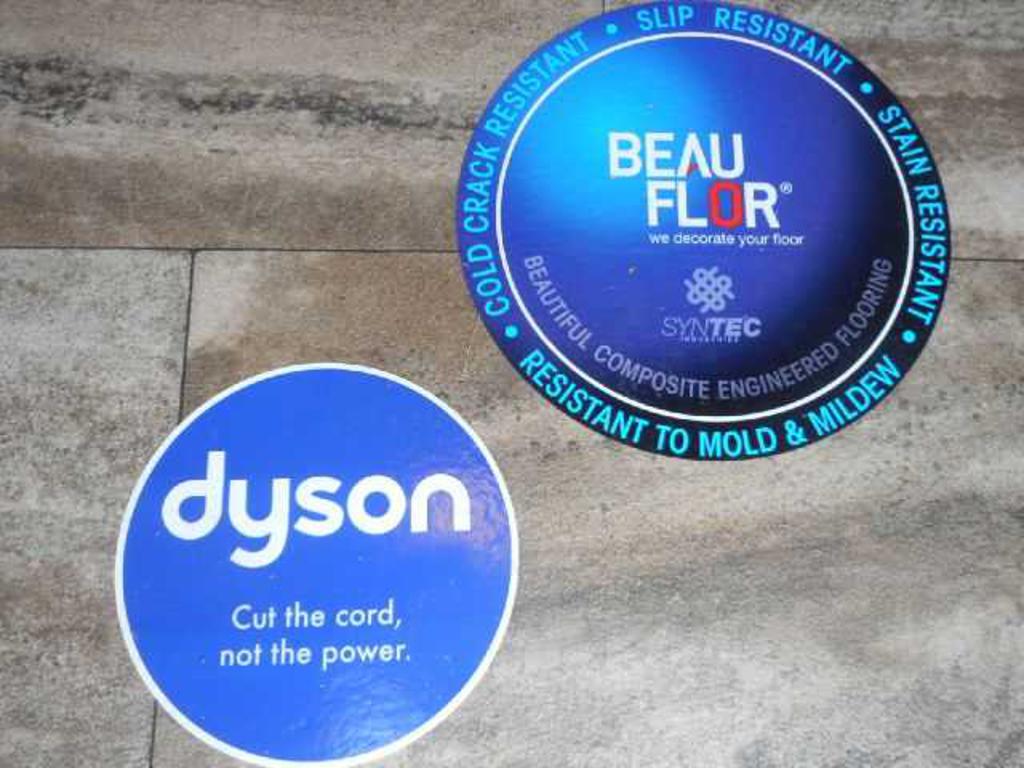 COLD CRACK RESISTANT • SLIP RESISTANT • STAIN RESISTANT •
RESISTANT TO MOLD & MILDEW •
BEAU
FLOR®
we decorate your floor
SYNTEC
INDUSTRIES
BEAUTIFUL COMPOSITE ENGINEERED FLOORING
dyson
Cut the cord,
not the power.